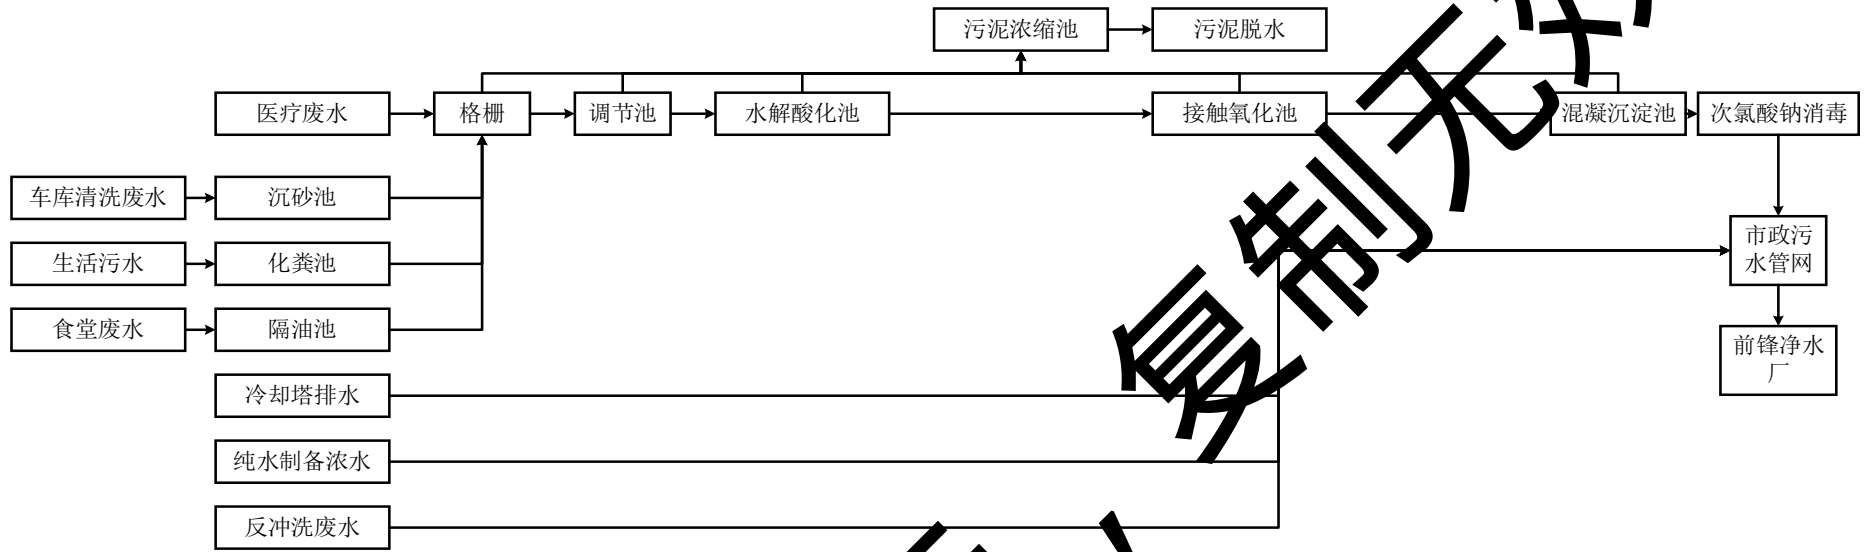 污泥浓缩池
污泥脱水
医疗废水
格栅
调节池
水解酸化池
接触氧化池
混凝沉淀池
次氯酸钠消毒
车库清洗废水
沉砂池
生活污水
化粪池
市政污
水管网
食堂废水
隔油池
前锋净水
厂
冷却塔排水
纯水制备浓水
反冲洗废水
复制无